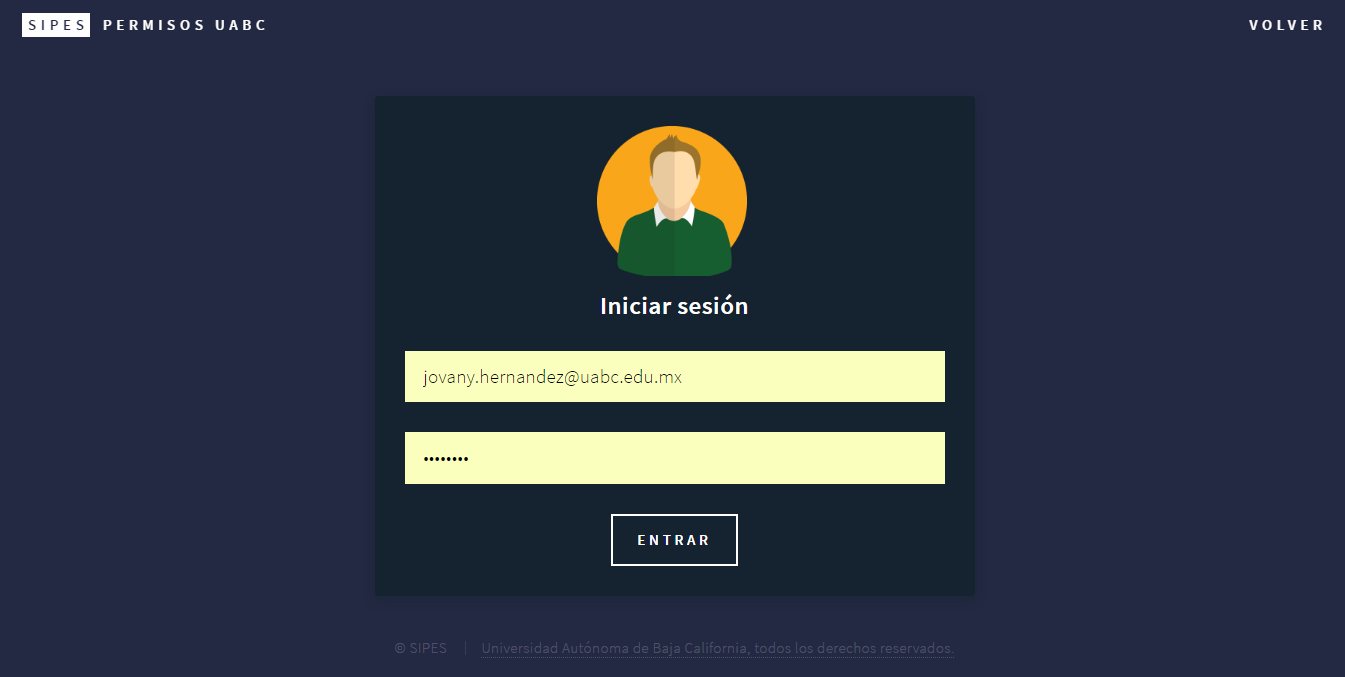 SIPES PERMISOS UABC
VOLVER
Iniciar sesión
jovany.hernandez@uabc.edu.mx
••••••••
ENTRAR
© SIPES | Universidad Autónoma de Baja California, todos los derechos reservados.